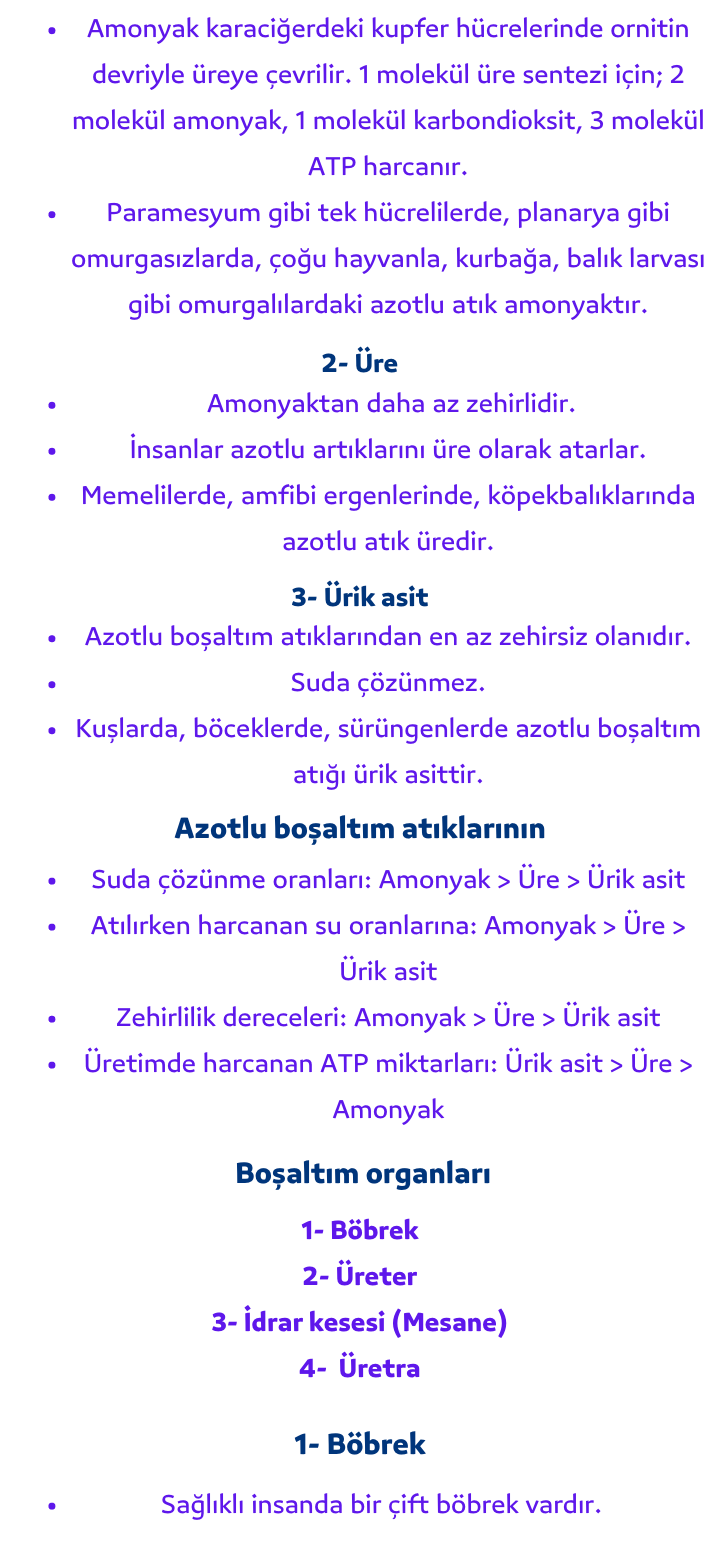 • Amonyak karaciğerdeki kupfer hücrelerinde ornitin
devriyle üreye çevrilir. 1 molekül üre sentezi için; 2
molekül amonyak, 1 molekül karbondioksit, 3 molekül
ATP harcanır.
• Paramesyum gibi tek hücrelilerde, planarya gibi
omurgasızlarda, çoğu hayvanla, kurbağa, balık larvası
gibi omurgalılardaki azotlu atık amonyaktır.
2- Üre
• Amonyaktan daha az zehirlidir.
• İnsanlar azotlu artıklarını üre olarak atarlar.
• Memelilerde, amfibi ergenlerinde, köpekbalıklarında
azotlu atık üredir.
3- Ürik asit
• Azotlu boşaltım atıklarından en az zehirsiz olanıdır.
• Suda çözünmez.
• Kuşlarda, böceklerde, sürüngenlerde azotlu boşaltım
atığı ürik asittir.
Azotlu boşaltım atıklarının
• Suda çözünme oranları: Amonyak > Üre > Ürik asit
• Atılırken harcanan su oranlarına: Amonyak > Üre >
Ürik asit
• Zehirlilik dereceleri: Amonyak > Üre > Ürik asit
• Üretimde harcanan ATP miktarları: Ürik asit > Üre >
Amonyak
Boşaltım organları
1- Böbrek
2- Üreter
3- İdrar kesesi (Mesane)
4- Üretra
1- Böbrek
• Sağlıklı insanda bir çift böbrek vardır.